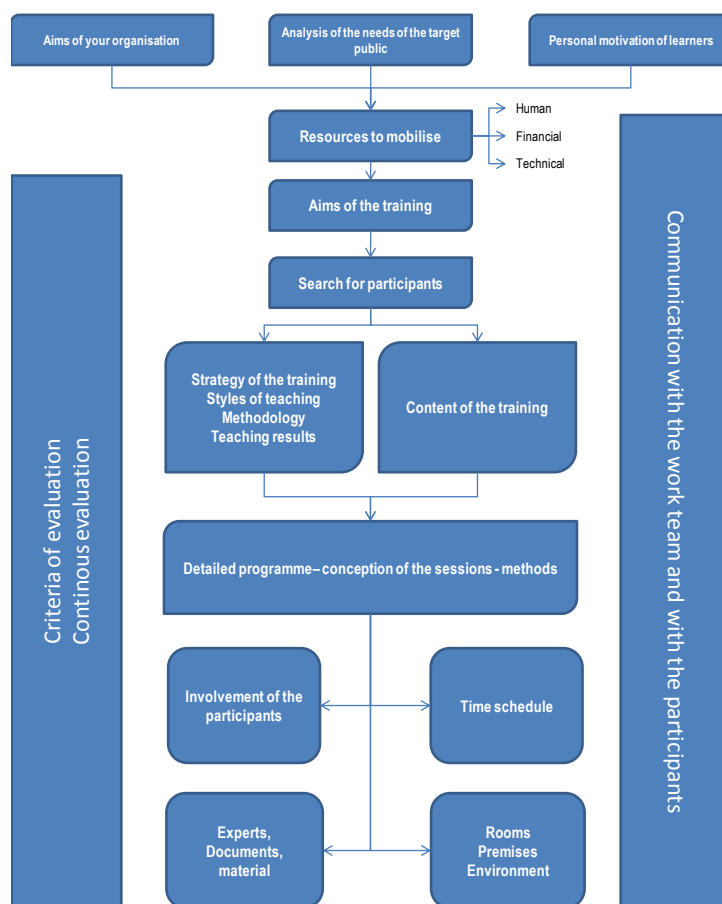 Aims of your organisation
Analysis of the needs of the target
public
Personal motivation of learners
Resources to mobilise
Human
Financial
Technical
Aims of the training
Search for participants
Strategy of the training
Styles of teaching
Methodology
Teaching results
Content of the training
Detailed programme– conception of the sessions - methods
Involvement of the
participants
Time schedule
Experts,
Documents,
material
Rooms
Premises
Environment
Criteria of evaluation
Continous evaluation
Communication with the work team and with the participants